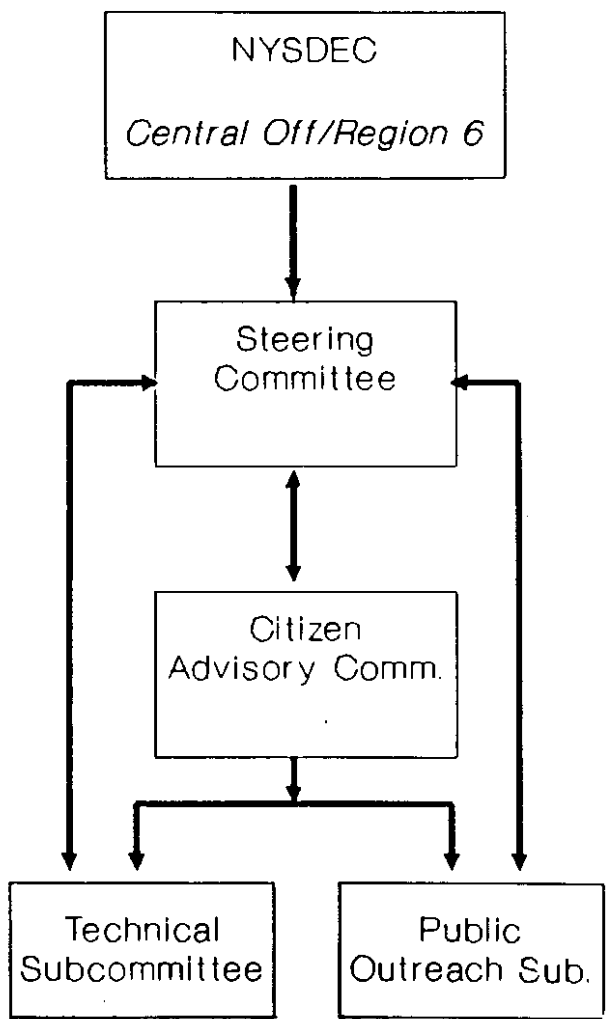 NYSDEC
Central Off/Region 6
Steering
Committee
Citizen
Advisory Comm.
Technical
Subcommittee
Public
Outreach Sub.